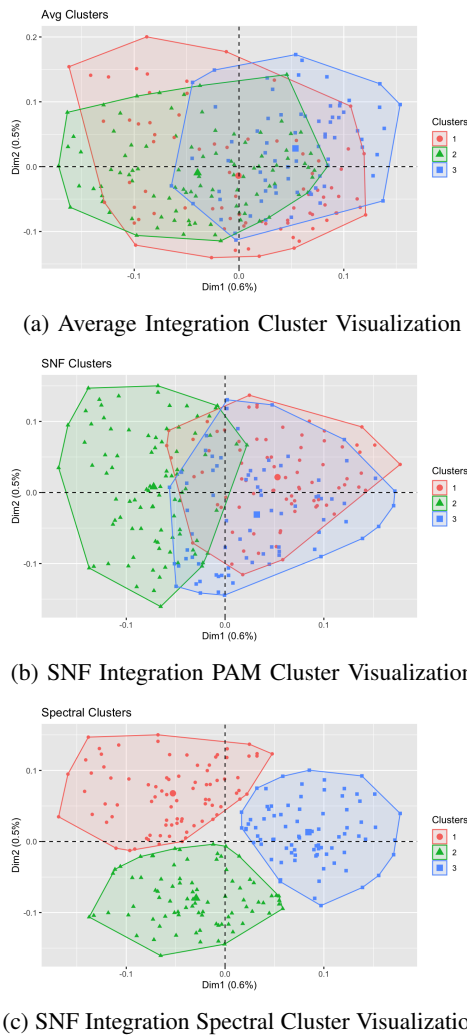 Avg Clusters
0.2
0.1
0.0
-0.1
Dim2 (0.5%)
-0.1
0.0
0.1
Dim1 (0.6%)
Clusters
1
2
3
(a) Average Integration Cluster Visualization
SNF Clusters
0.1
0.0
-0.1
Dim2 (0.5%)
-0.1
0.0
0.1
Dim1 (0.6%)
Clusters
1
2
3
(b) SNF Integration PAM Cluster Visualization
Spectral Clusters
0.1
0.0
-0.1
Dim2 (0.5%)
-0.1
0.0
0.1
Dim1 (0.6%)
Clusters
1
2
3
(c) SNF Integration Spectral Cluster Visualizatio